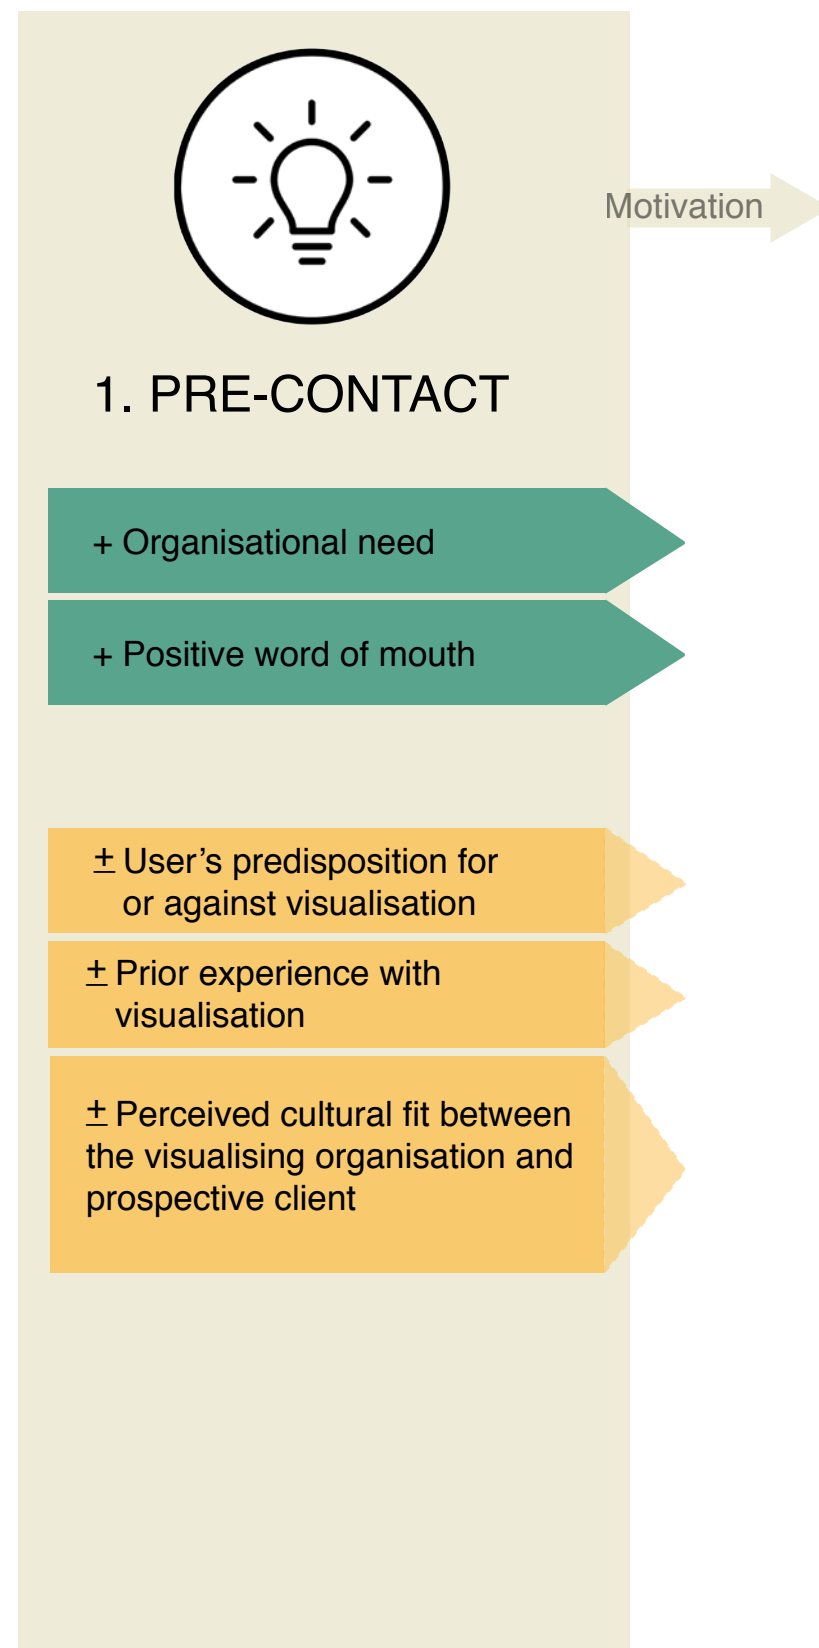 Motivation
1. PRE-CONTACT
+ Organisational need
+ Positive word of mouth
± User’s predisposition for
or against visualisation
± Prior experience with
visualisation
± Perceived cultural fit between
the visualising organisation and
prospective client